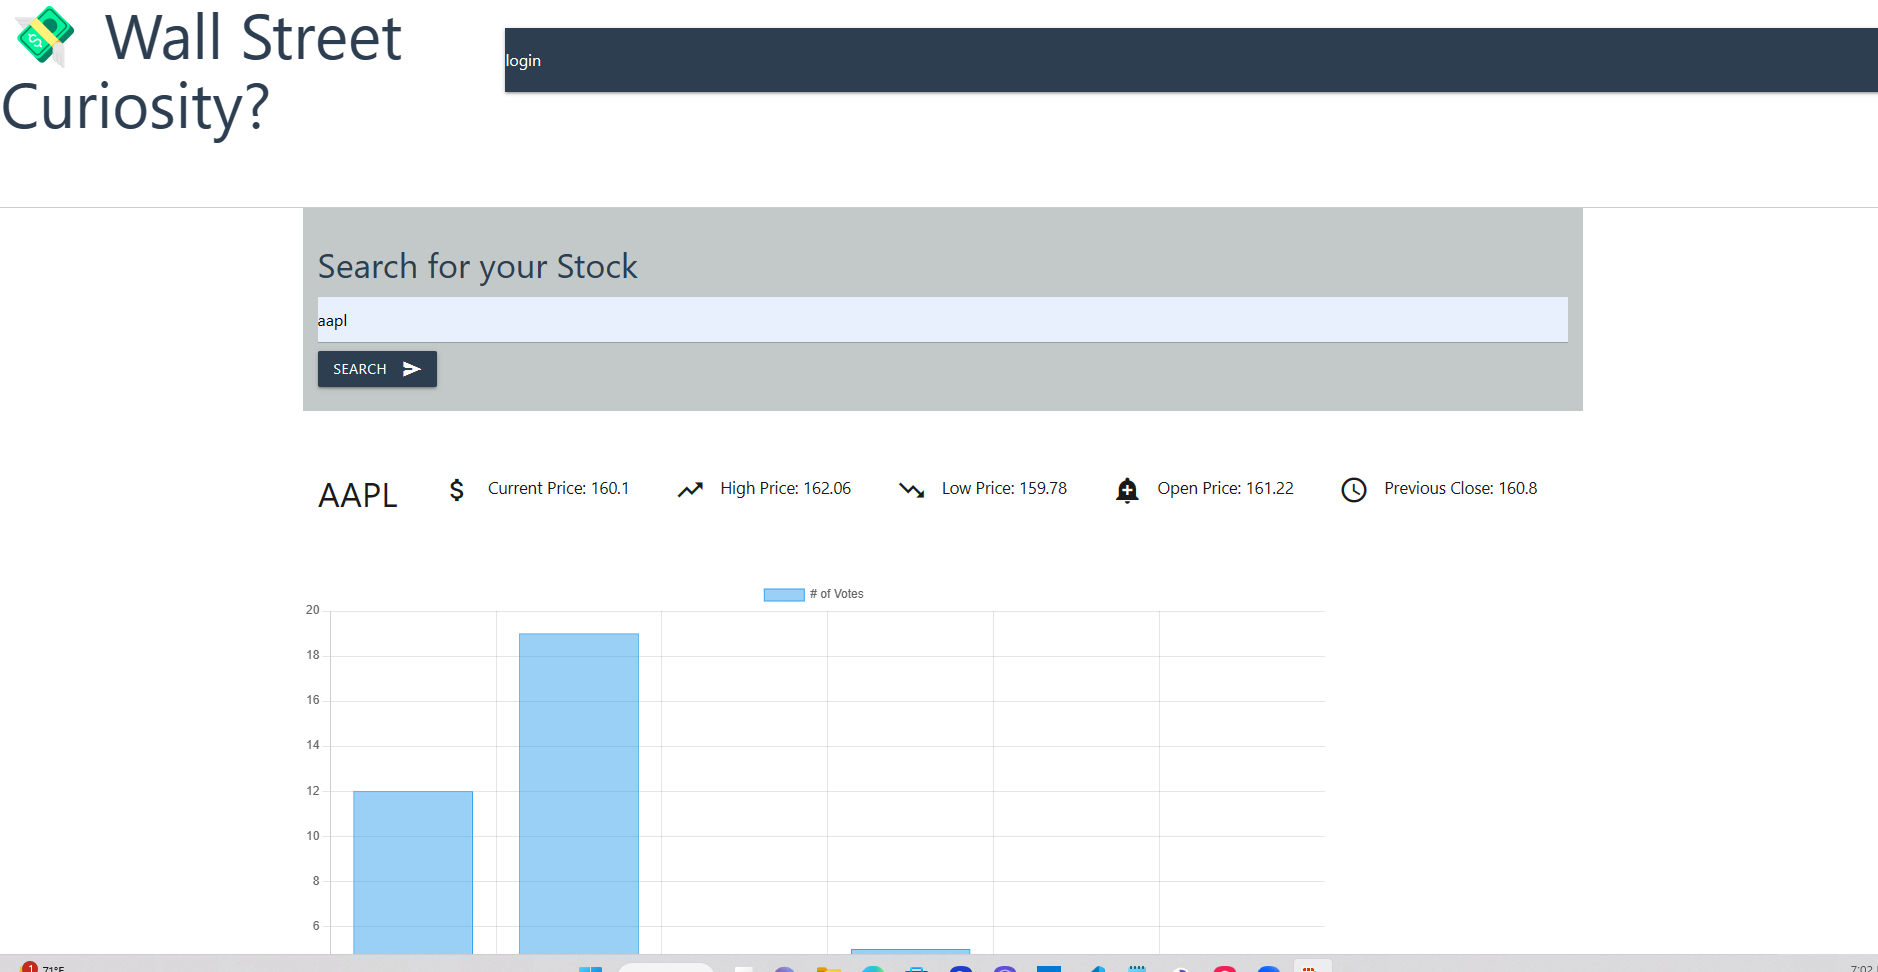 Wall Street
Curiosity?
login
Search for your Stock
aapl
SEARCH
AAPL
Current Price: 160.1
High Price: 162.06
Low Price: 159.78
Open Price: 161.22
Previous Close: 160.8
# of Votes
20
18
16
14
12
10
8
6
1
71°F
7:02